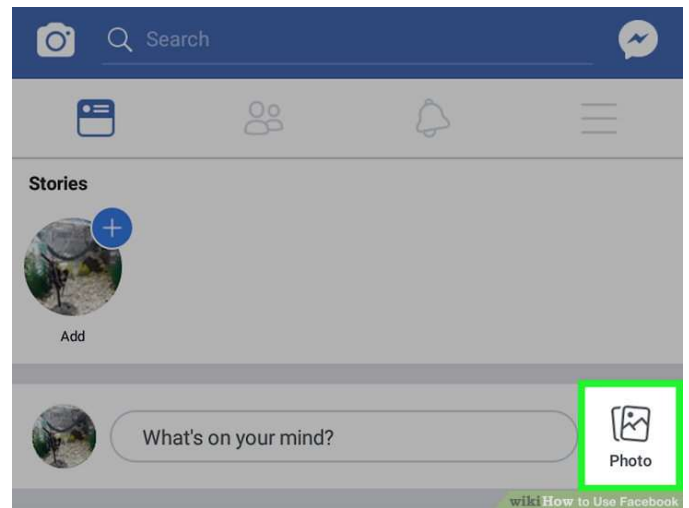 Search
Stories
Add
What's on your mind?
Photo
wikiHow to Use Facebook